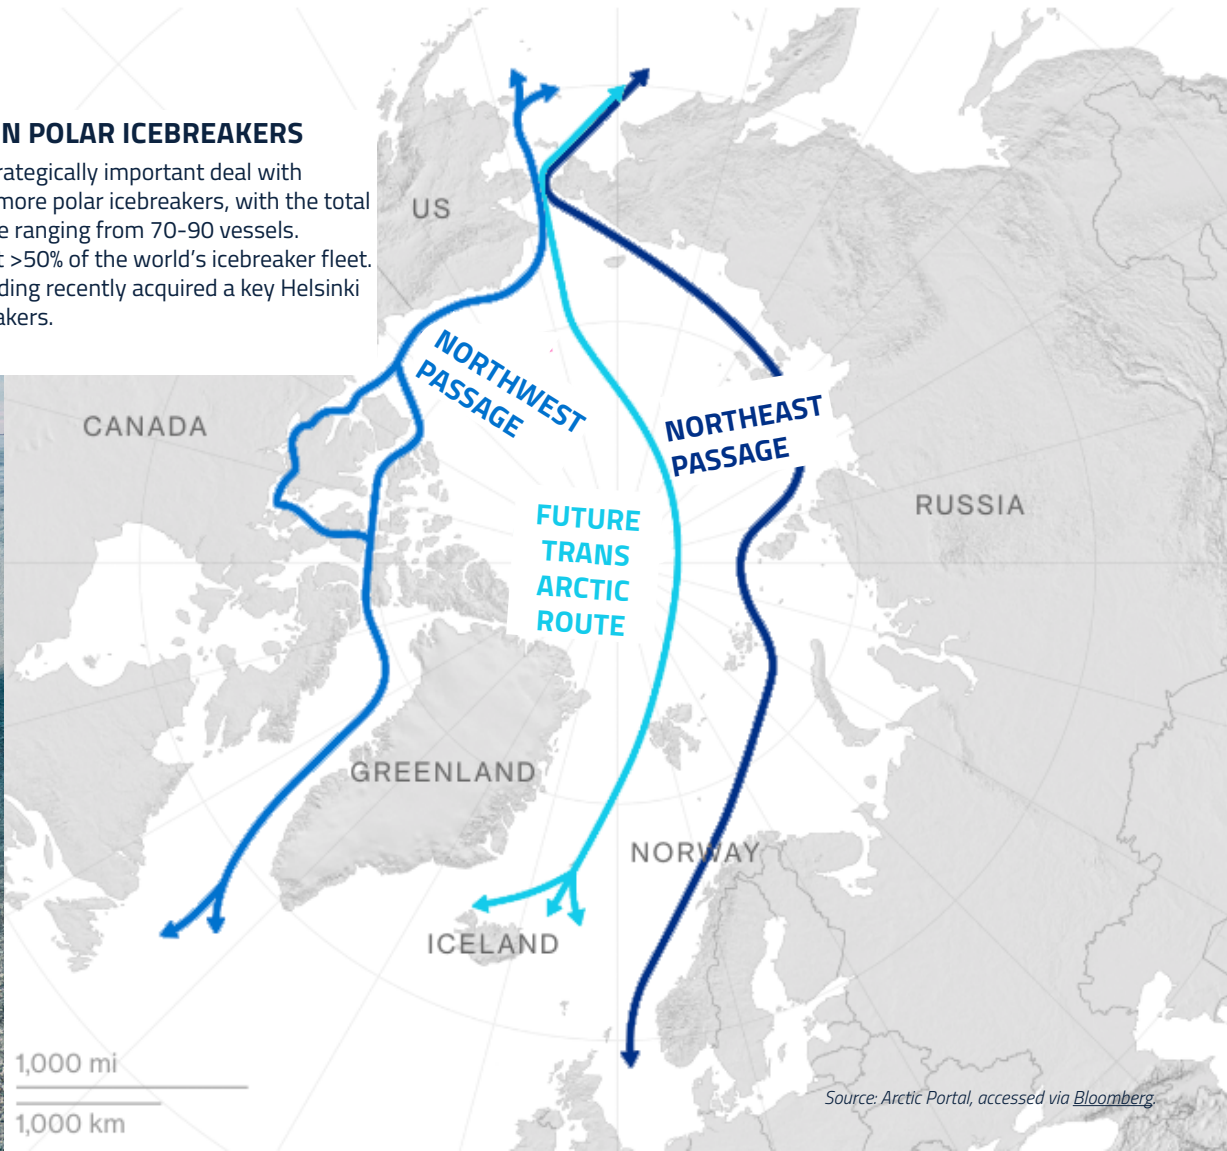 N POLAR ICEBREAKERS
rategically important deal with
more polar icebreakers, with the total
e ranging from 70-90 vessels.
t >50% of the world's icebreaker fleet.
ding recently acquired a key Helsinki
akers.
US
CANADA
NORTHWEST
PASSAGE
NORTHEAST
PASSAGE
RUSSIA
FUTURE
TRANS
ARCTIC
ROUTE
GREENLAND
NORWAY
ICELAND
1,000 mi
1,000 km
Source: Arctic Portal, accessed via Bloomberg.